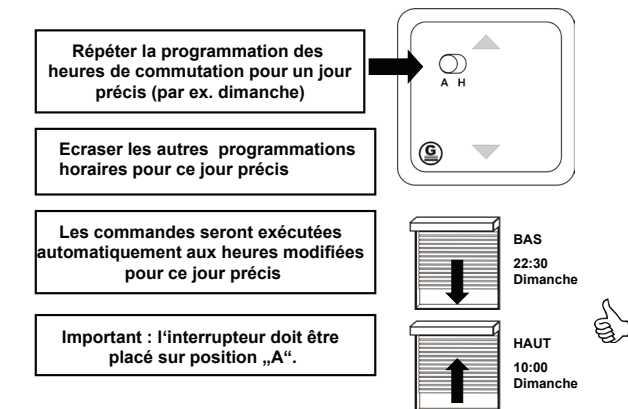 Répéter la programmation des
heures de commutation pour un jour
précis (par ex. dimanche)
A H
G
Ecraser les autres programmations
horaires pour ce jour précis
Les commandes seront exécutées
automatiquement aux heures modifiées
pour ce jour précis
BAS
22:30
Dimanche
Important : l‘interrupteur doit être
placé sur position „A“.
HAUT
10:00
Dimanche